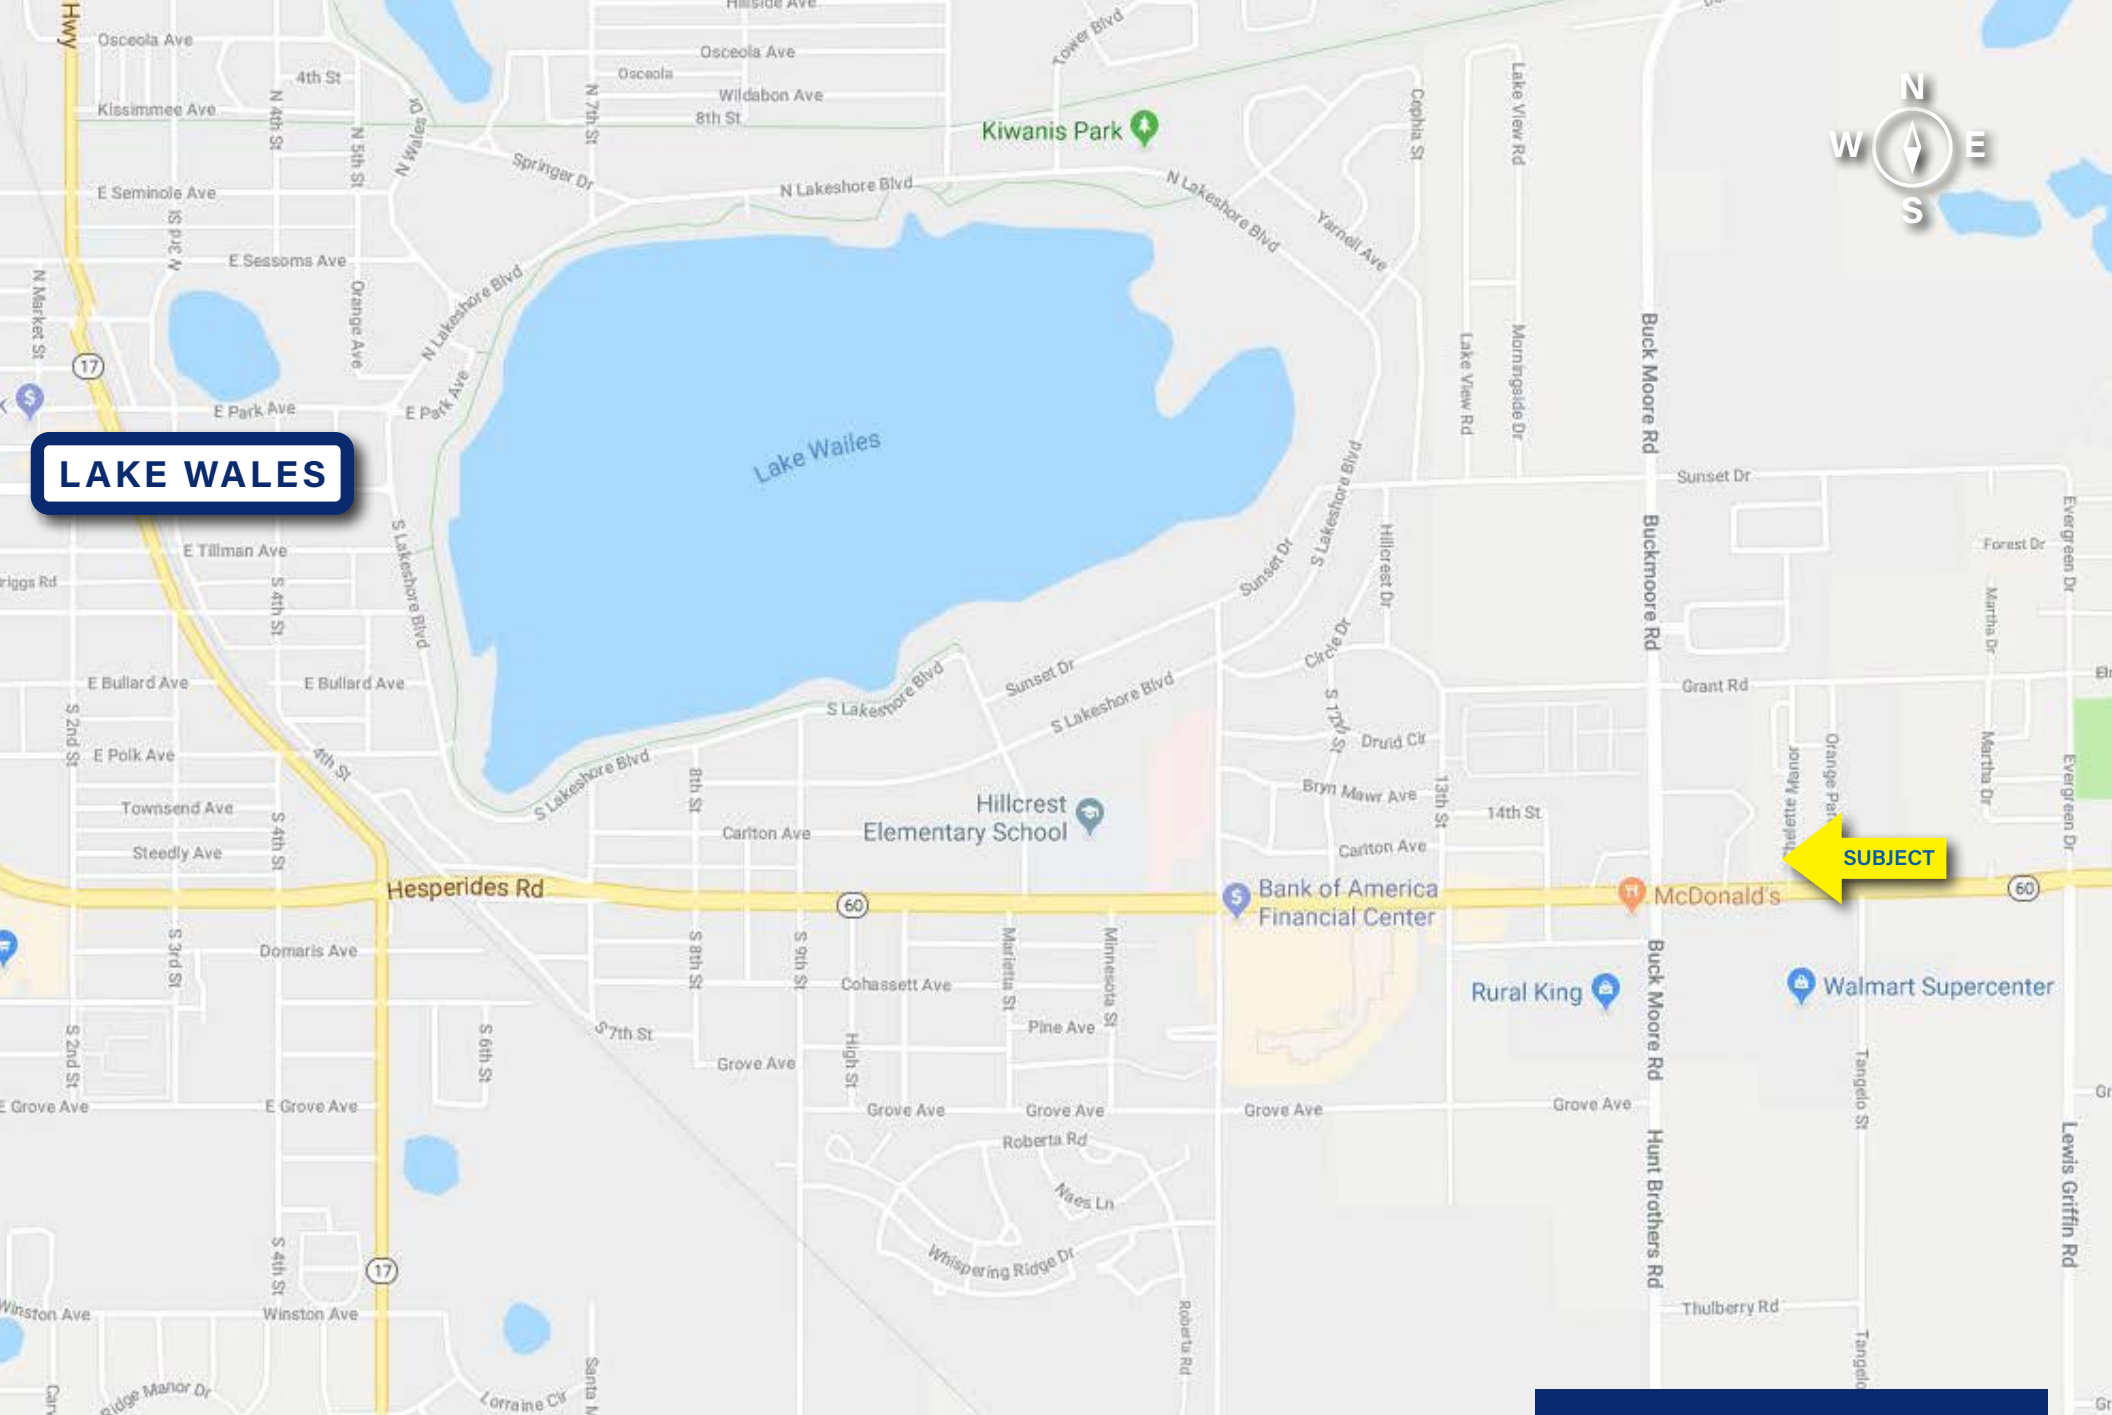 Hwy
Osceola Ave
Hillside Ave
Osceola Ave
Tower Blvd
4th St
Osceola
Kissimmee Ave
Wildabon Ave
8th St
N 4th St
N 5th St
N Wales Dr
N 7th St
Kiwanis Park
Cephia St
Lake View Rd
N
W
E
S
Springer Dr
E Seminole Ave
N Lakeshore Blvd
N Lakeshore Blvd
N 3rd St
Yarnell Ave
E Sessoms Ave
N Market St
Orange Ave
N Lakeshore Blvd
17
Lake View Rd
Morningside Dr
Buck Moore Rd
E Park Ave
E Park Ave
LAKE WALES
Lake Wailes
S Lakeshore Blvd
Sunset Dr
Evergreen Dr
Forest Dr
E Tillman Ave
riggs Rd
S 4th St
S Lakeshore Blvd
Sunset Dr
Hillcrest Dr
Buckmoore Rd
Martha Dr
Circle Dr
E Bullard Ave
E Bullard Ave
S Lakeshore Blvd
Sunset Dr
S Lakeshore Blvd
S 12th St
Grant Rd
S 2nd St
E Polk Ave
4th St
S Lakeshore Blvd
8th St
Druid Cir
Bryn Mawr Ave
13th St
14th St
Manor
Orange Par
Martha Dr
Evergreen Dr
Townsend Ave
S 4th St
Steedly Ave
Carlton Ave
Hillcrest
Elementary School
Carlton Ave
SUBJECT
Hesperides Rd
60
Bank of America
Financial Center
McDonald's
60
S 3rd St
Domaris Ave
S 8th St
S 9th St
Cohassett Ave
Marietta St
Minnesota St
Rural King
Buck Moore Rd
Walmart Supercenter
S 2nd St
S 6th St
S 7th St
Pine Ave
Grove Ave
High St
Tangelo St
E Grove Ave
E Grove Ave
Grove Ave
Grove Ave
Grove Ave
Grove Ave
Gr
Roberta Rd
Naes Ln
Hunt Brothers Rd
Lewis Griffin Rd
S 4th St
17
Whispering Ridge Dr
Winston Ave
Winston Ave
Thulberry Rd
Roberta Rd
Tangelo
Ridge Manor Dr
Lorraine Cir
Santa
Gr